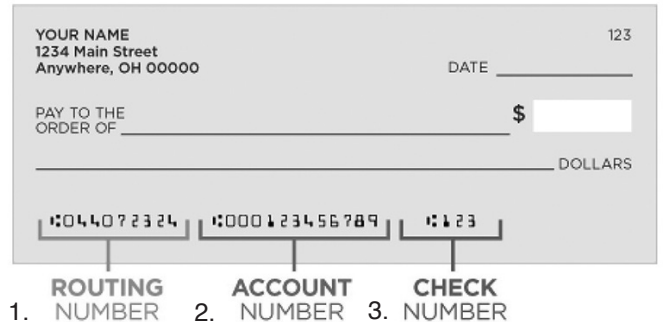 YOUR NAME 123
1234 Main Street
Anywhere, OH 00000
DATE
PAY TO THE
ORDER OF $
DOLLARS
⑆044072324 ⑆000123456789 ⑆123
1. ROUTING NUMBER 2. ACCOUNT NUMBER 3. CHECK NUMBER